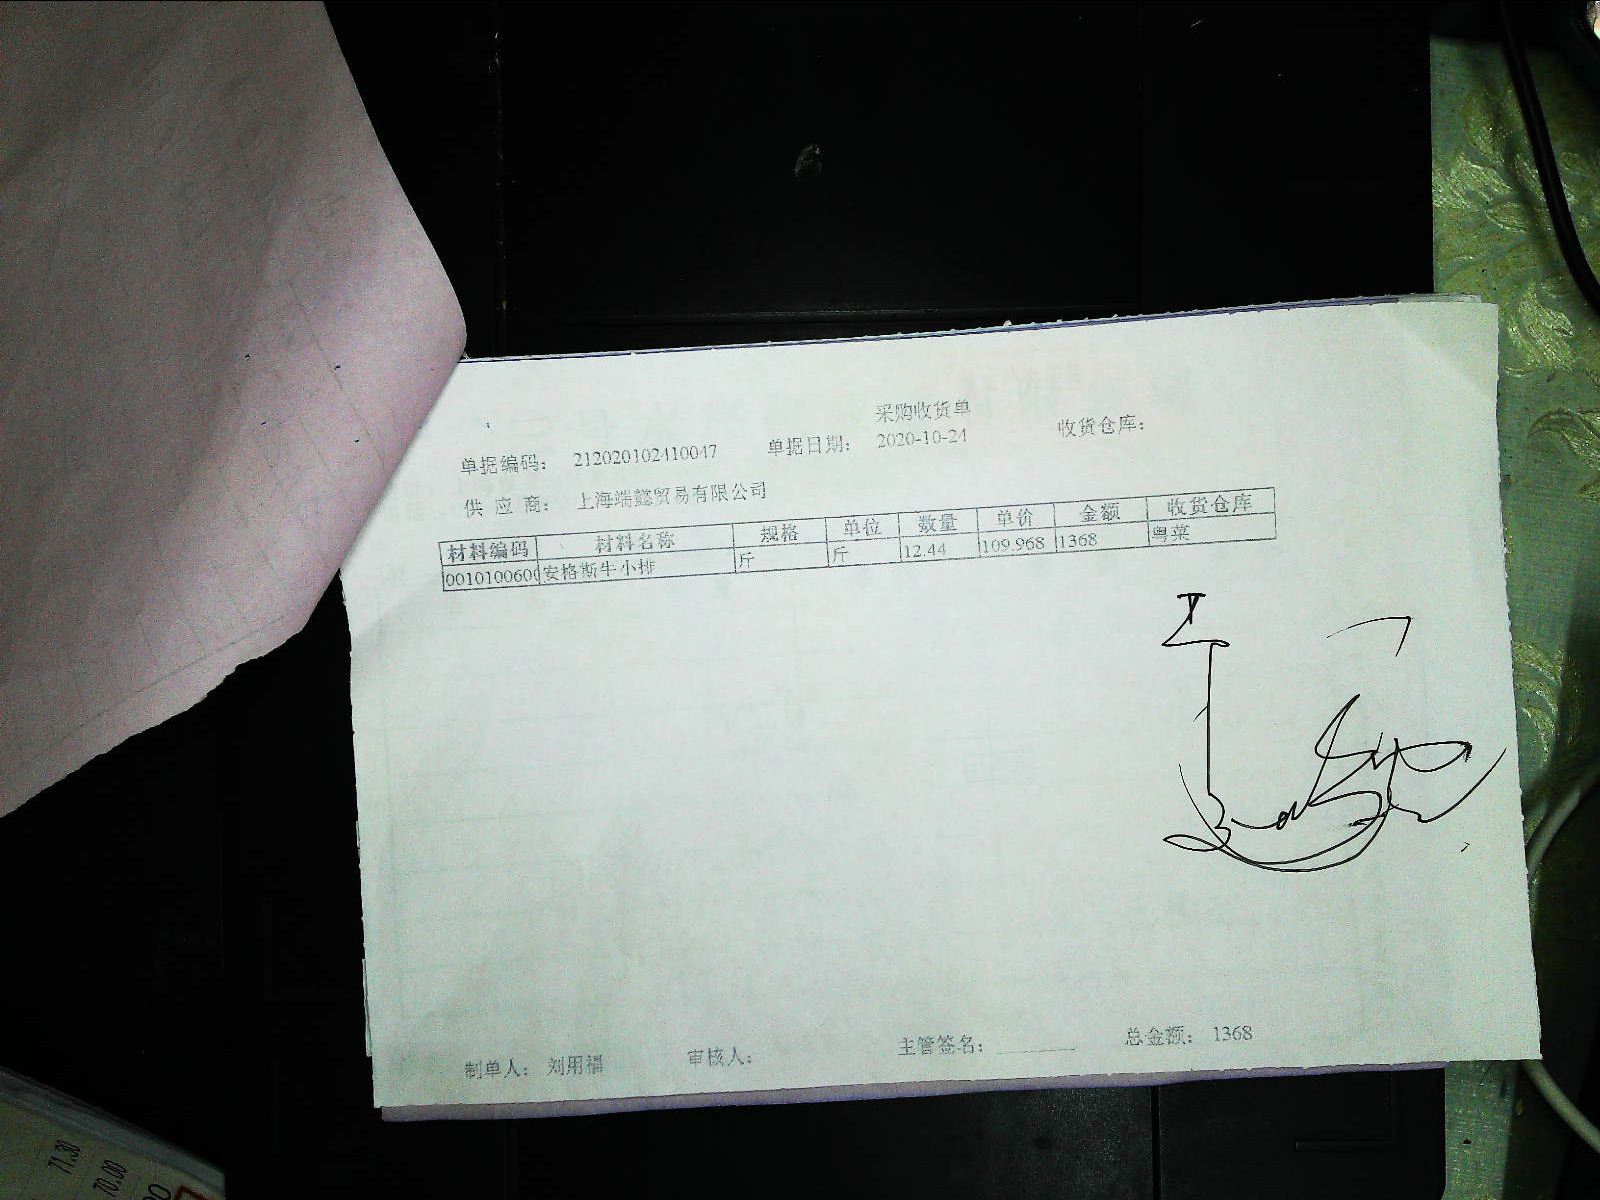 采购收货单
单据编码： 212020102410047 单据日期： 2020-10-24 收货仓库：
供 应 商： 上海端懿贸易有限公司
材料编码 材料名称 规格 单位 数量 单价 金额 收货仓库
0010100600 安格斯牛小排 斤 斤 12.44 109.968 1368 粤菜
制单人： 刘用福 审核人： 主管签名： 总金额： 1368
71.30
70.00